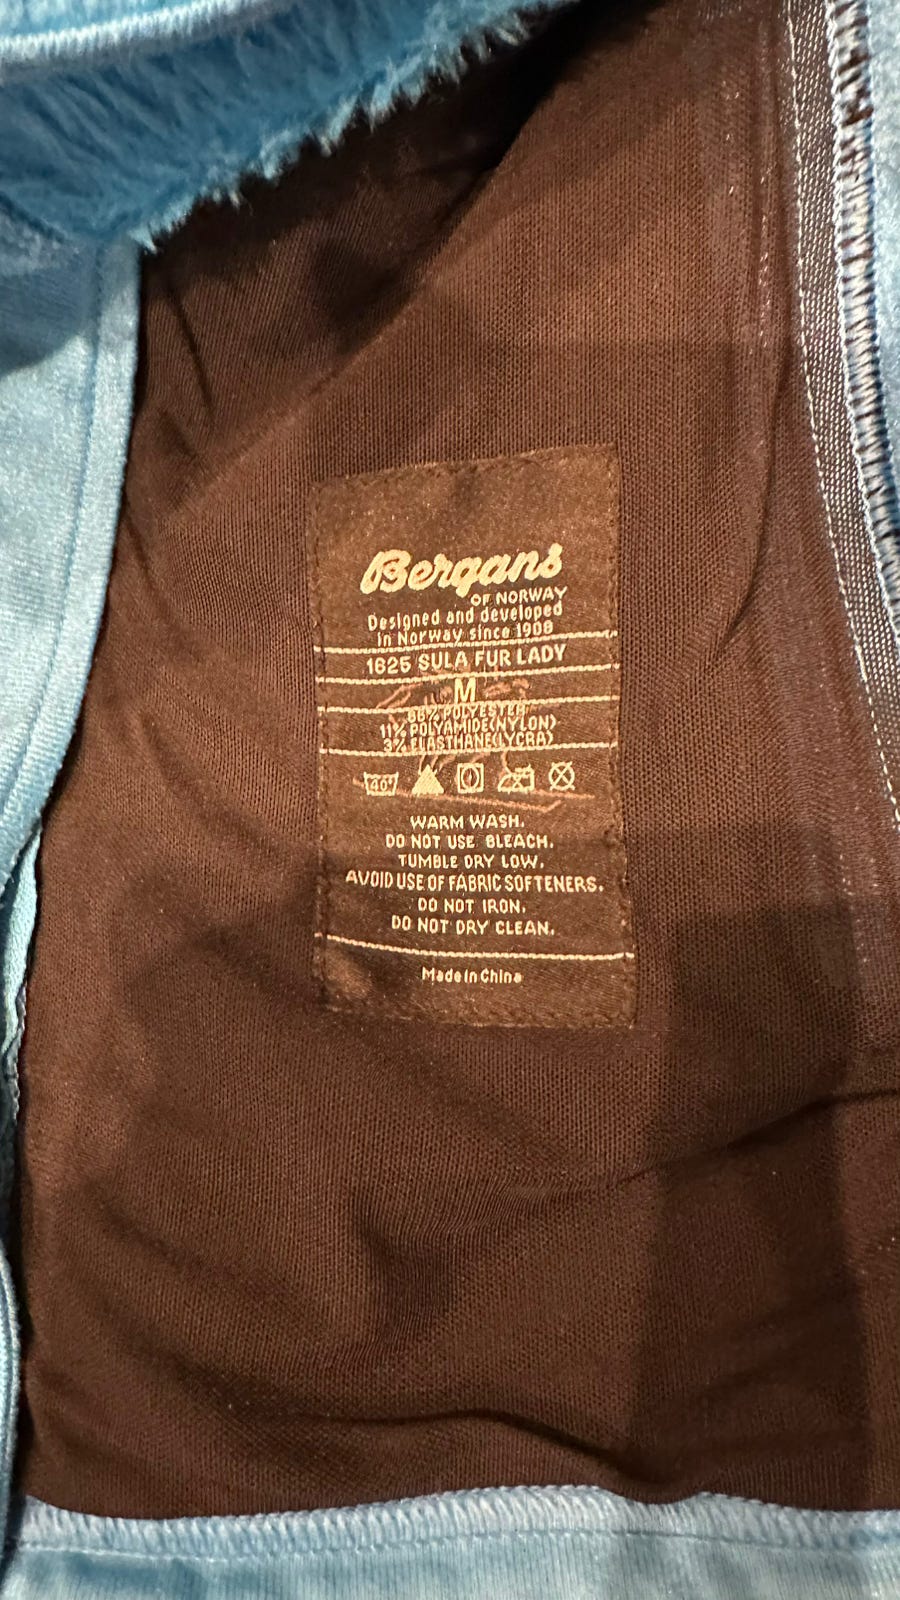 Bergans
OF NORWAY
Designed and developed
in Norway since 1908
1625 SULA FUR LADY
M
86% POLYESTER
11% POLYAMIDE(NYLON)
3% ELASTHANE(LYCRA)
40°
WARM WASH.
DO NOT USE BLEACH.
TUMBLE DRY LOW.
AVOID USE OF FABRIC SOFTENERS.
DO NOT IRON.
DO NOT DRY CLEAN.
Made in China